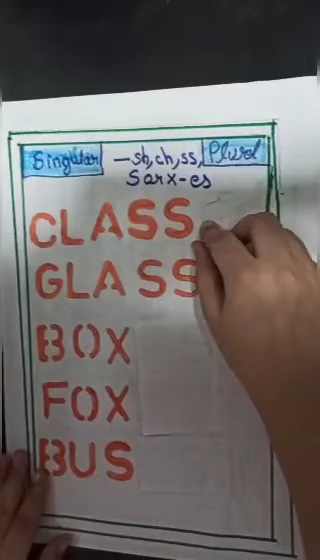 Singular —sh,ch,ss, Plural
S or x-es
CLASS
GLASS
BOX
FOX
BUS